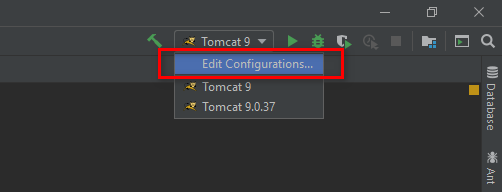 Tomcat 9
Edit Configurations...
Tomcat 9
Tomcat 9.0.37
Database
Ant